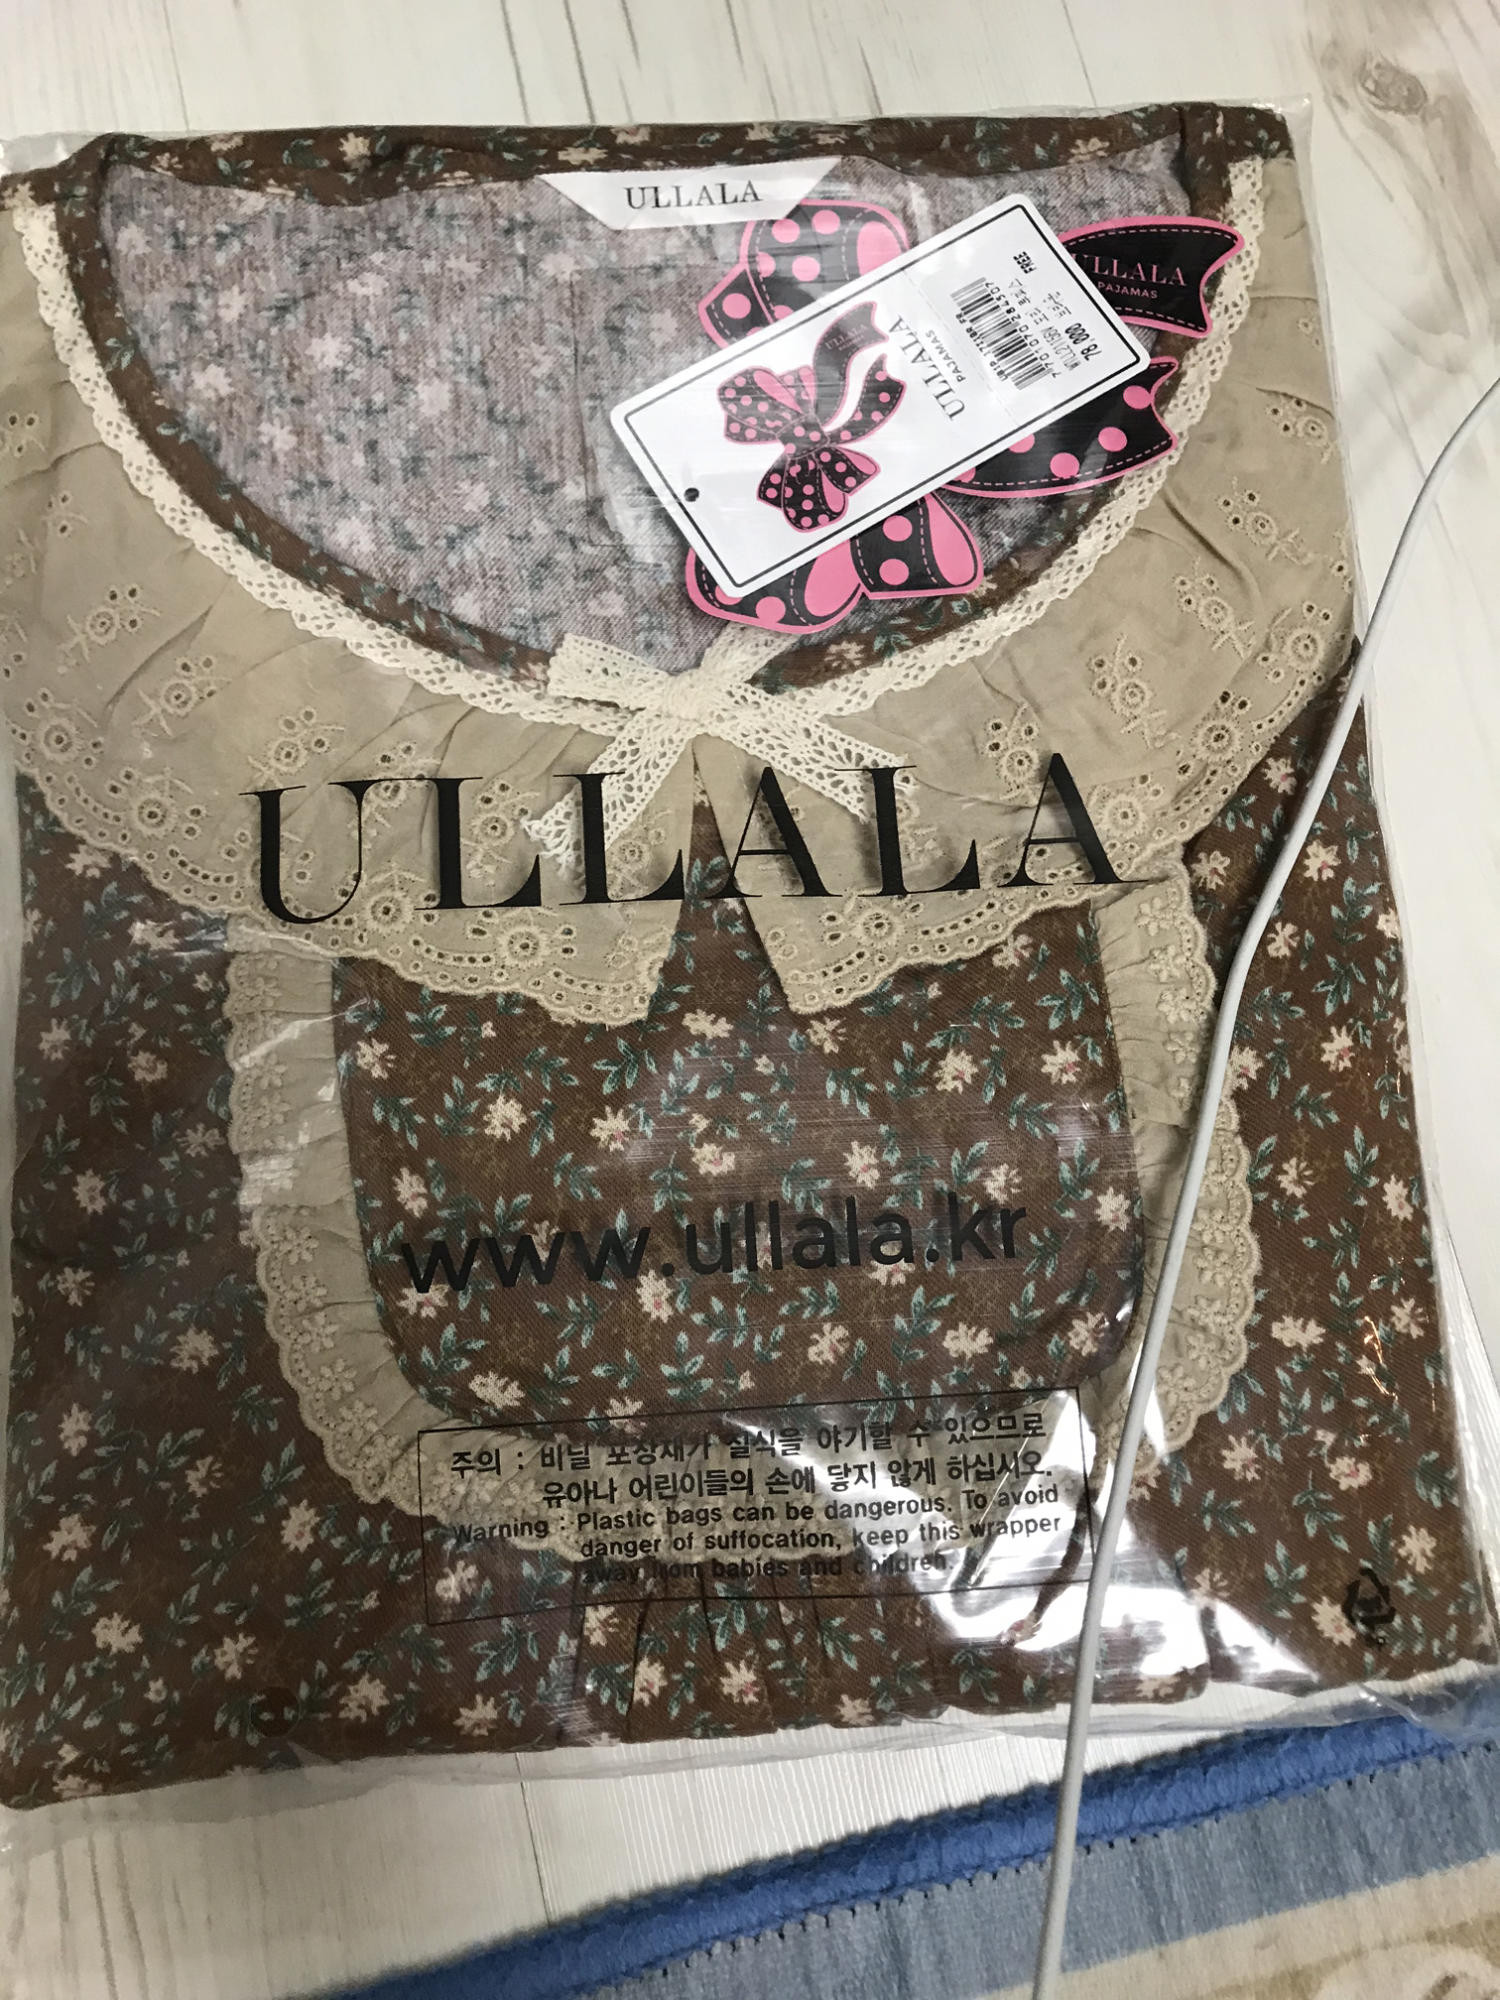 ULLALA
ULLALA
PAJAMAS
ULLALA
PAJAMAS
ULLALA
FREE
78,000
ULLALA
www.ullala.kr
주의 : 비닐 포장재가 질식을 야기할 수 있으므로
유아나 어린이들의 손에 닿지 않게 하십시오.
Warning : Plastic bags can be dangerous. To avoid
danger of suffocation, keep this wrapper
away from babies and children.